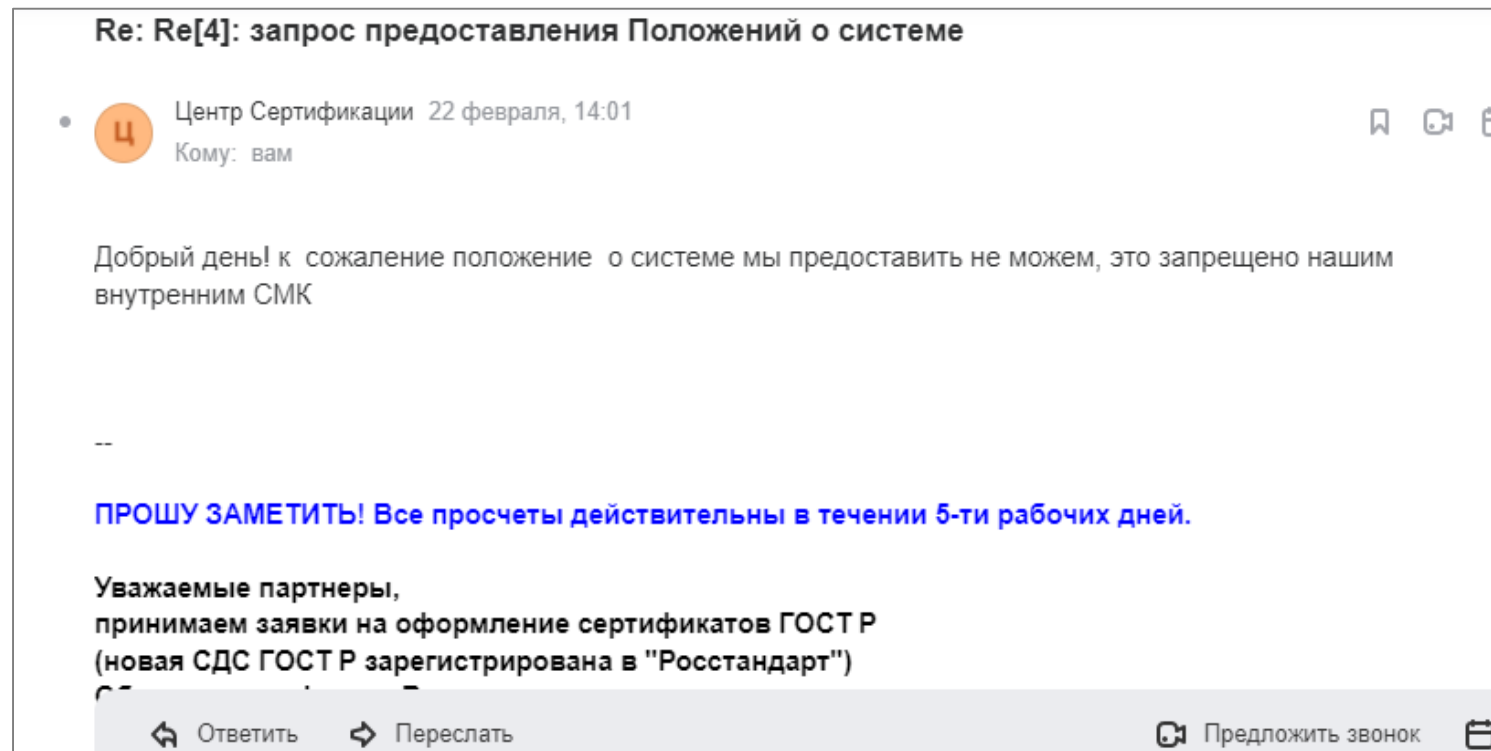 Re: Re[4]: запрос предоставления Положений о системе
Ц
Центр Сертификации 22 февраля, 14:01
Кому: вам
Добрый день! к сожаление положение о системе мы предоставить не можем, это запрещено нашим
внутренним СМК
--
ПРОШУ ЗАМЕТИТЬ! Все просчеты действительны в течении 5-ти рабочих дней.
Уважаемые партнеры,
принимаем заявки на оформление сертификатов ГОСТ Р
(новая СДС ГОСТ Р зарегистрирована в "Росстандарт")
Ответить Переслать Предложить звонок